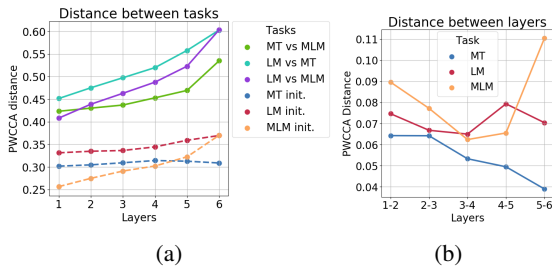 Distance between tasks
PWCCA distance
0.60
0.55
0.50
0.45
0.40
0.35
0.30
0.25
1 2 3 4 5 6
Layers
Tasks
MT vs MLM
LM vs MT
LM vs MLM
MT init.
LM init.
MLM init.
(a)
Distance between layers
PWCCA Distance
0.11
0.10
0.09
0.08
0.07
0.06
0.05
0.04
1-2 2-3 3-4 4-5 5-6
Layers
Task
MT
LM
MLM
(b)